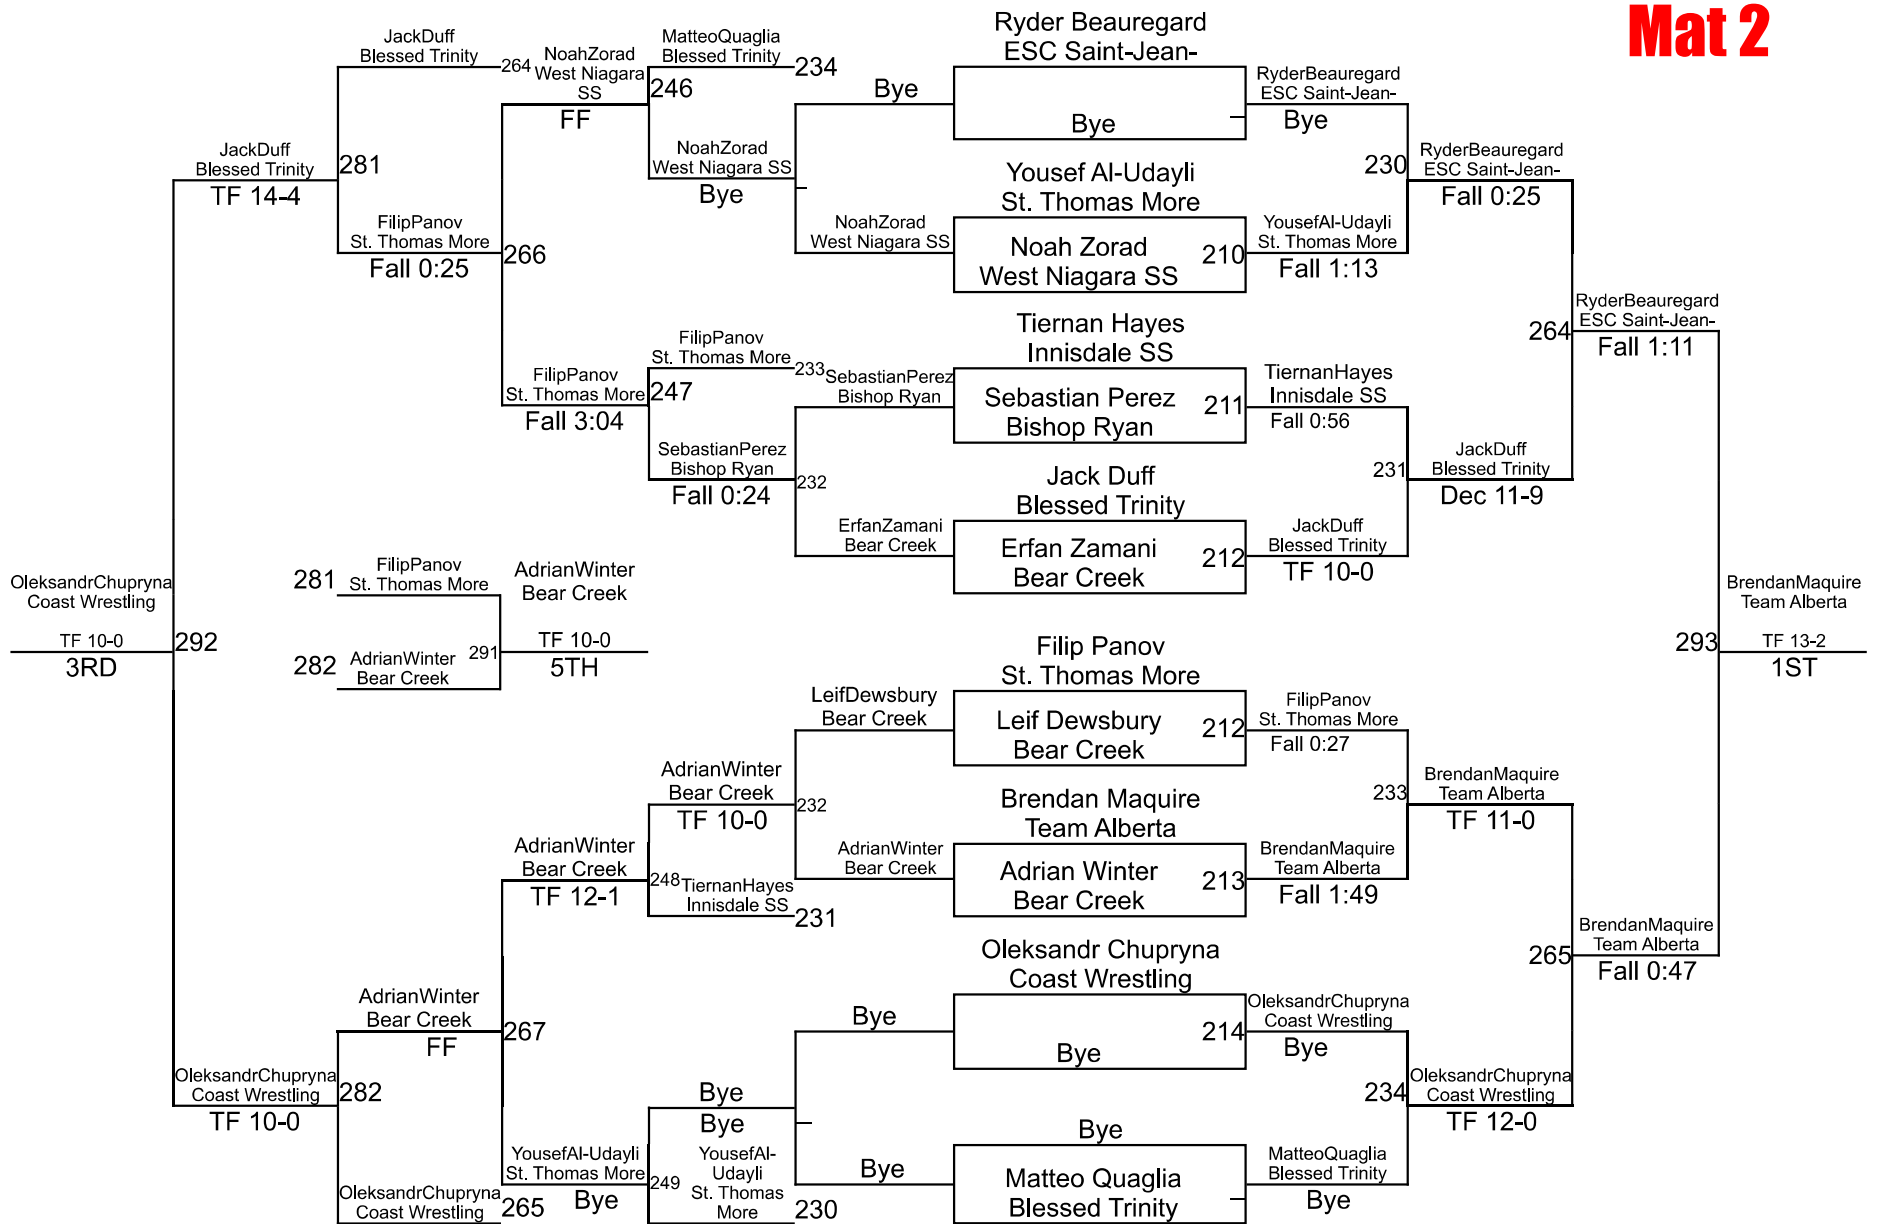 Mat 2
Ryder Beauregard
ESC Saint-Jean-
JackDuff
Blessed Trinity
264
NoahZorad
West Niagara
SS
FF
MatteoQuaglia
Blessed Trinity
234
246
Bye
Bye
RyderBeauregard
ESC Saint-Jean-
Bye
JackDuff
Blessed Trinity
TF 14-4
281
NoahZorad
West Niagara SS
Bye
Yousef Al-Udayli
St. Thomas More
230
RyderBeauregard
ESC Saint-Jean-
Fall 0:25
FilipPanov
St. Thomas More
Fall 0:25
266
NoahZorad
West Niagara SS
Noah Zorad
West Niagara SS
210
YousefAl-Udayli
St. Thomas More
Fall 1:13
Tiernan Hayes
Innisdale SS
264
RyderBeauregard
ESC Saint-Jean-
Fall 1:11
FilipPanov
St. Thomas More
233
FilipPanov
St. Thomas More
Fall 3:04
247
SebastianPerez
Bishop Ryan
Sebastian Perez
Bishop Ryan
211
TiernanHayes
Innisdale SS
Fall 0:56
SebastianPerez
Bishop Ryan
Fall 0:24
232
Jack Duff
Blessed Trinity
231
JackDuff
Blessed Trinity
Dec 11-9
ErfanZamani
Bear Creek
Erfan Zamani
Bear Creek
212
JackDuff
Blessed Trinity
TF 10-0
OleksandrChupryna
Coast Wrestling
TF 10-0
3RD
292
281
FilipPanov
St. Thomas More
282
AdrianWinter
Bear Creek
291
AdrianWinter
Bear Creek
TF 10-0
5TH
293
BrendanMaquire
Team Alberta
TF 13-2
1ST
Filip Panov
St. Thomas More
LeifDewsbury
Bear Creek
Leif Dewsbury
Bear Creek
212
FilipPanov
St. Thomas More
Fall 0:27
AdrianWinter
Bear Creek
TF 10-0
232
Brendan Maquire
Team Alberta
233
BrendanMaquire
Team Alberta
TF 11-0
AdrianWinter
Bear Creek
TF 12-1
248
TiernanHayes
Innisdale SS
231
AdrianWinter
Bear Creek
Adrian Winter
Bear Creek
213
BrendanMaquire
Team Alberta
Fall 1:49
Oleksandr Chupryna
Coast Wrestling
265
BrendanMaquire
Team Alberta
Fall 0:47
AdrianWinter
Bear Creek
FF
267
Bye
Bye
214
OleksandrChupryna
Coast Wrestling
Bye
OleksandrChupryna
Coast Wrestling
TF 10-0
282
Bye
Bye
Bye
234
OleksandrChupryna
Coast Wrestling
TF 12-0
OleksandrChupryna
Coast Wrestling
265
YousefAl-Udayli
St. Thomas More
Bye
249
YousefAl-
Udayli
St. Thomas
More
230
Bye
Matteo Quaglia
Blessed Trinity
MatteoQuaglia
Blessed Trinity
Bye